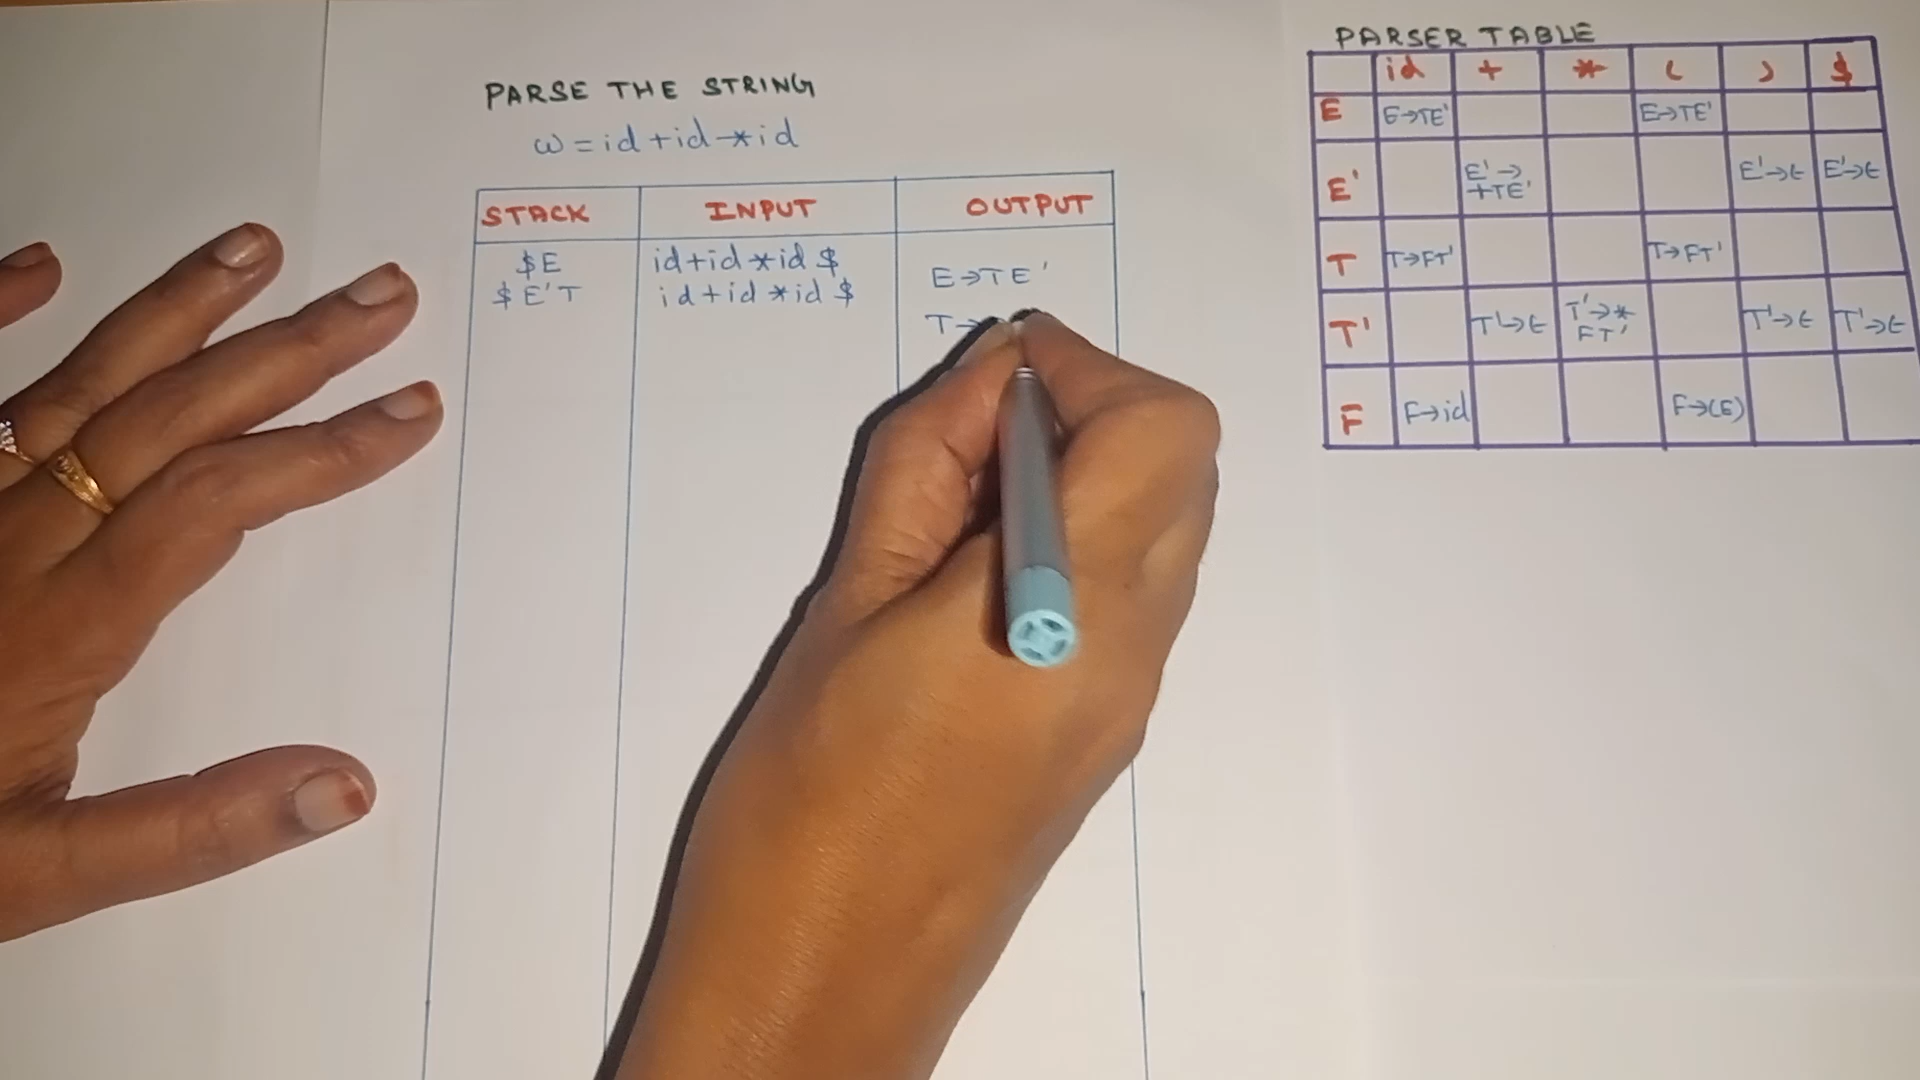 PARSE THE STRING
w = id + id * id
STACK INPUT OUTPUT
$E id+id*id $ E→TE'
$E'T id+id*id $
T→
PARSER TABLE
id + * ( ) $
E E→TE' E→TE'
E' E'→ +TE' E'→ϵ E'→ϵ
T T→FT' T→FT'
T' T'→ϵ T'→* FT' T'→ϵ T'→ϵ
F F→id F→(E)